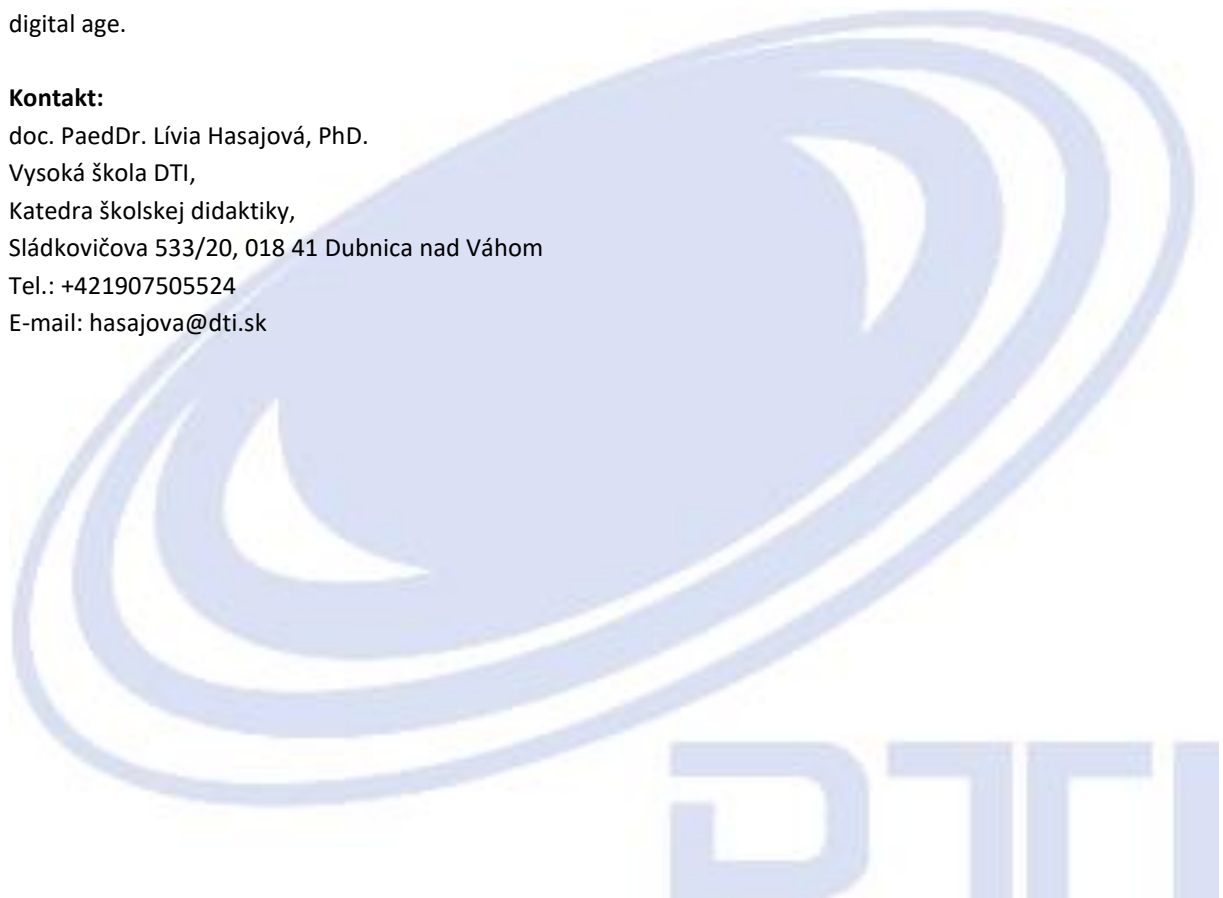 digital age.
Kontakt:
doc. PaedDr. Lívia Hasajová, PhD.
Vysoká škola DTI,
Katedra školskej didaktiky,
Sládkovičova 533/20, 018 41 Dubnica nad Váhom
Tel.: +421907505524
E-mail: hasajova@dti.sk
DTI